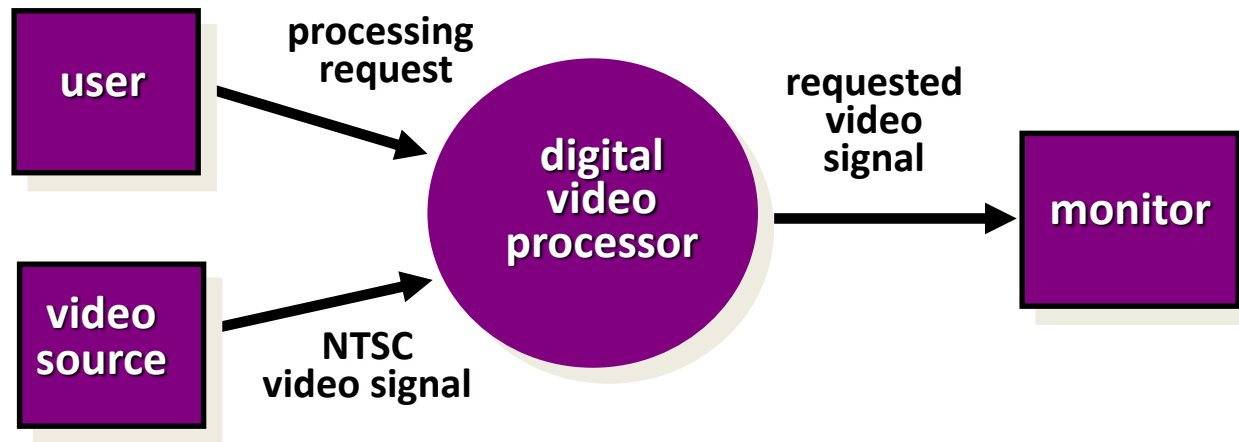 user
processing
request
digital
video
processor
requested
video
signal
monitor
video
source
NTSC
video signal